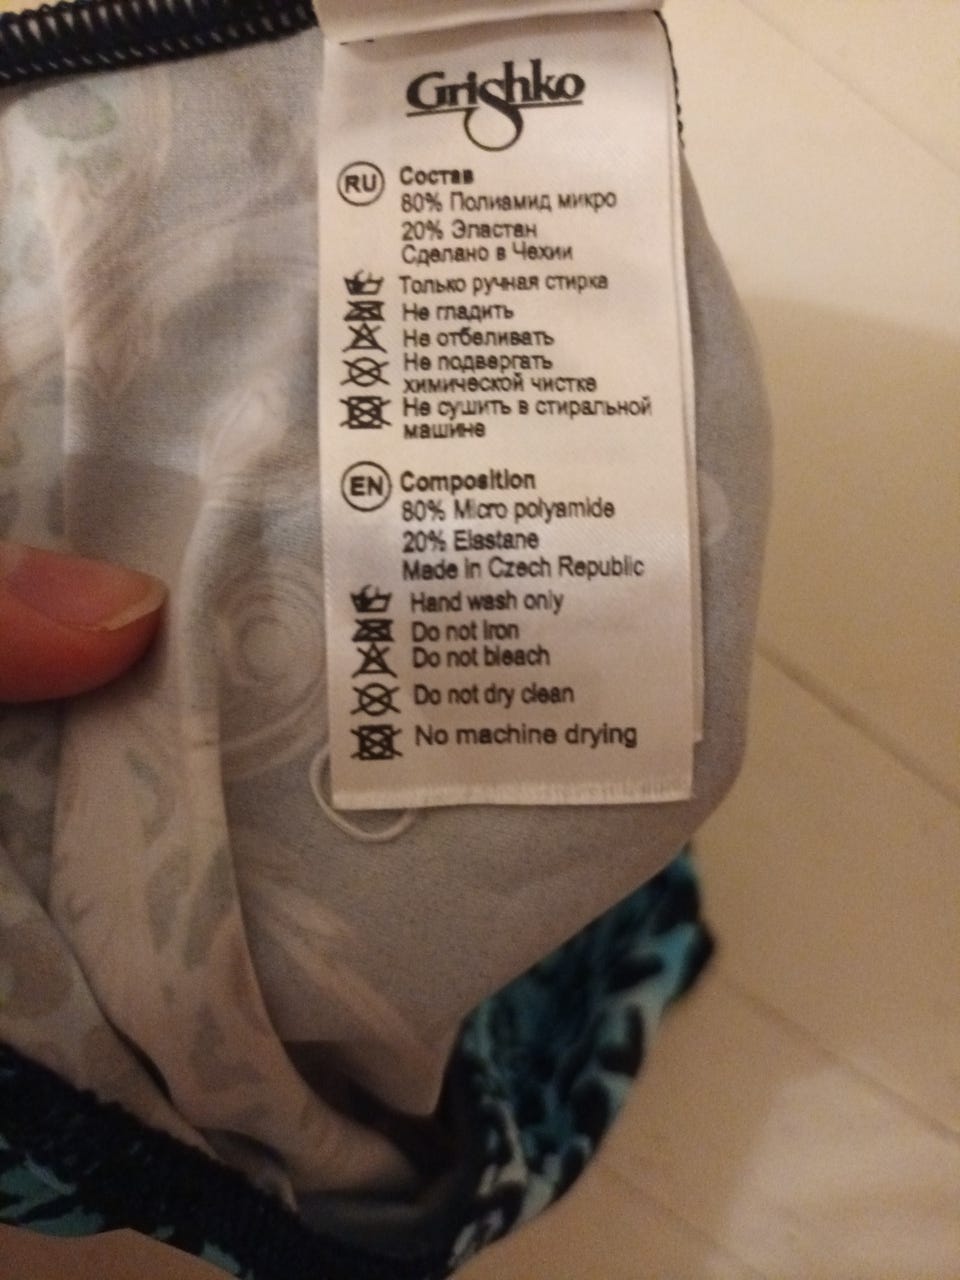 Grishko
RU Состав
80% Полиамид микро
20% Эластан
Сделано в Чехии
Только ручная стирка
Не гладить
Не отбеливать
Не подвергать
химической чистке
Не сушить в стиральной
машине
EN Composition
80% Micro polyamide
20% Elastane
Made in Czech Republic
Hand wash only
Do not iron
Do not bleach
Do not dry clean
No machine drying